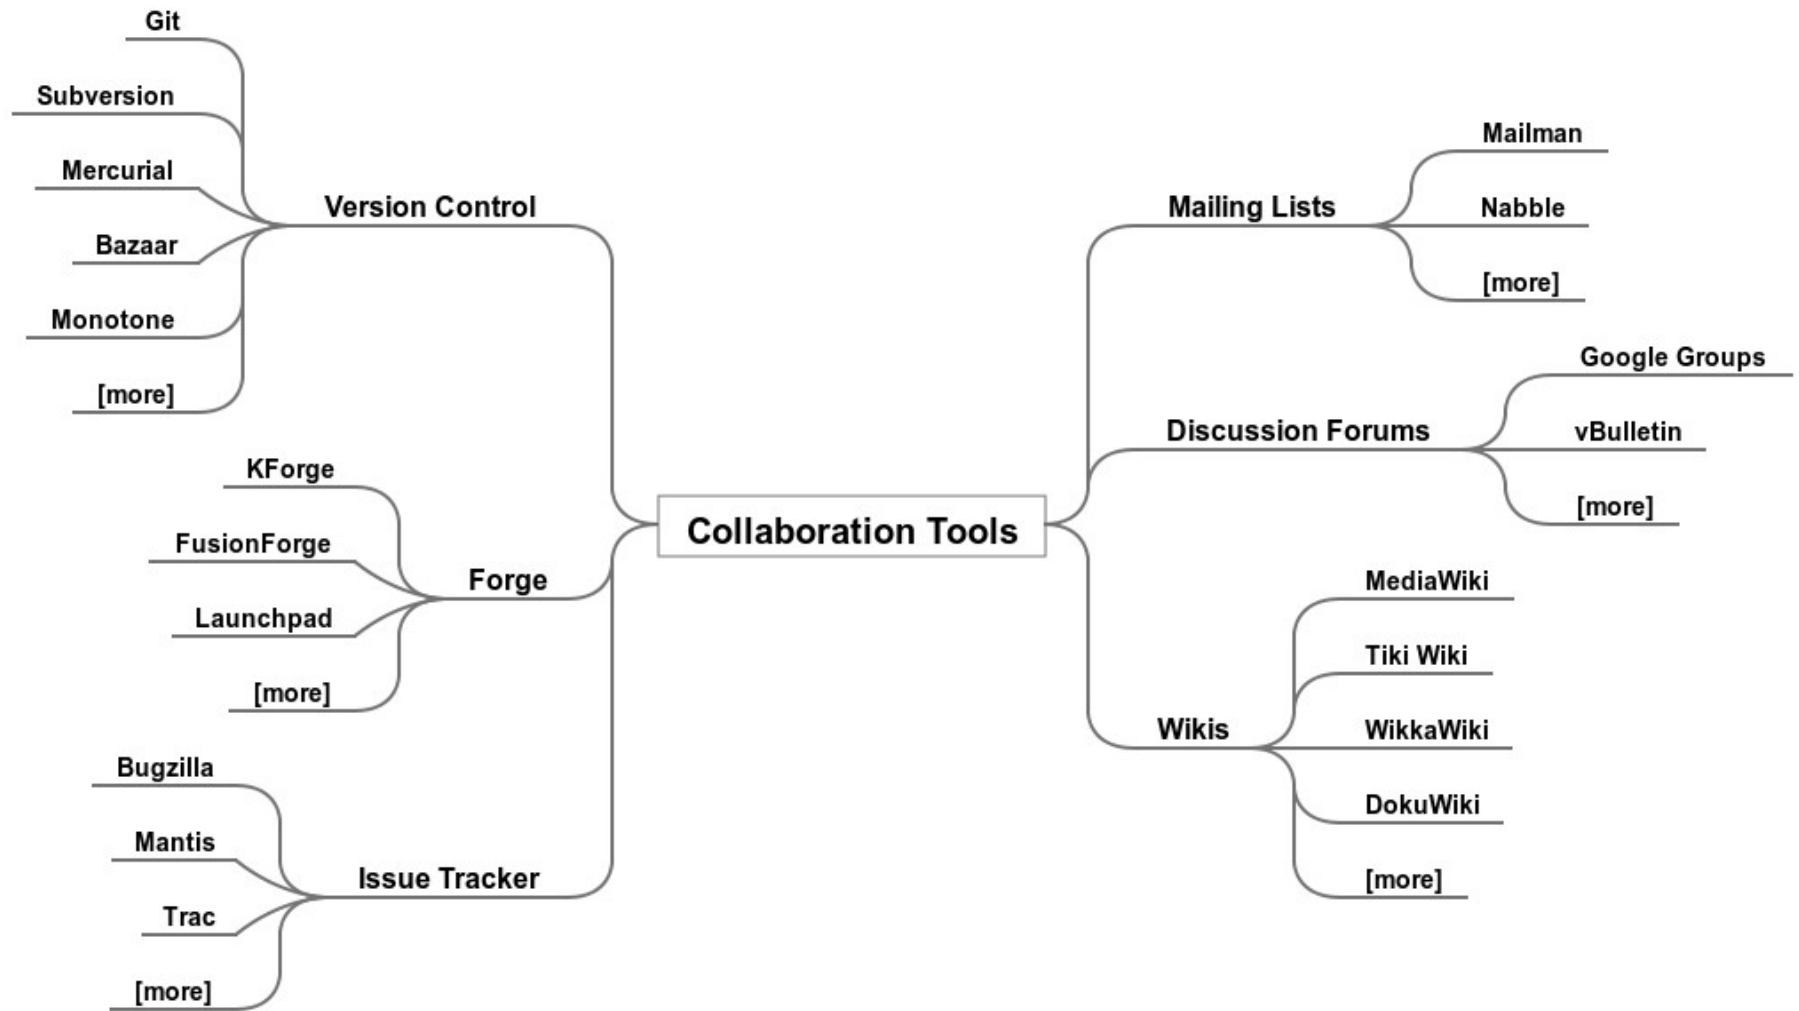 Collaboration Tools
Version Control
Git
Subversion
Mercurial
Bazaar
Monotone
[more]
Forge
KForge
FusionForge
Launchpad
[more]
Issue Tracker
Bugzilla
Mantis
Trac
[more]
Mailing Lists
Mailman
Nabble
[more]
Discussion Forums
Google Groups
vBulletin
[more]
Wikis
MediaWiki
Tiki Wiki
WikkaWiki
DokuWiki
[more]